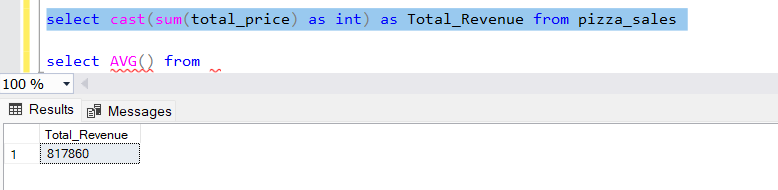 select cast(sum(total_price) as int) as Total_Revenue from pizza_sales
select AVG() from
100 %
Results Messages
Total_Revenue
1 817860